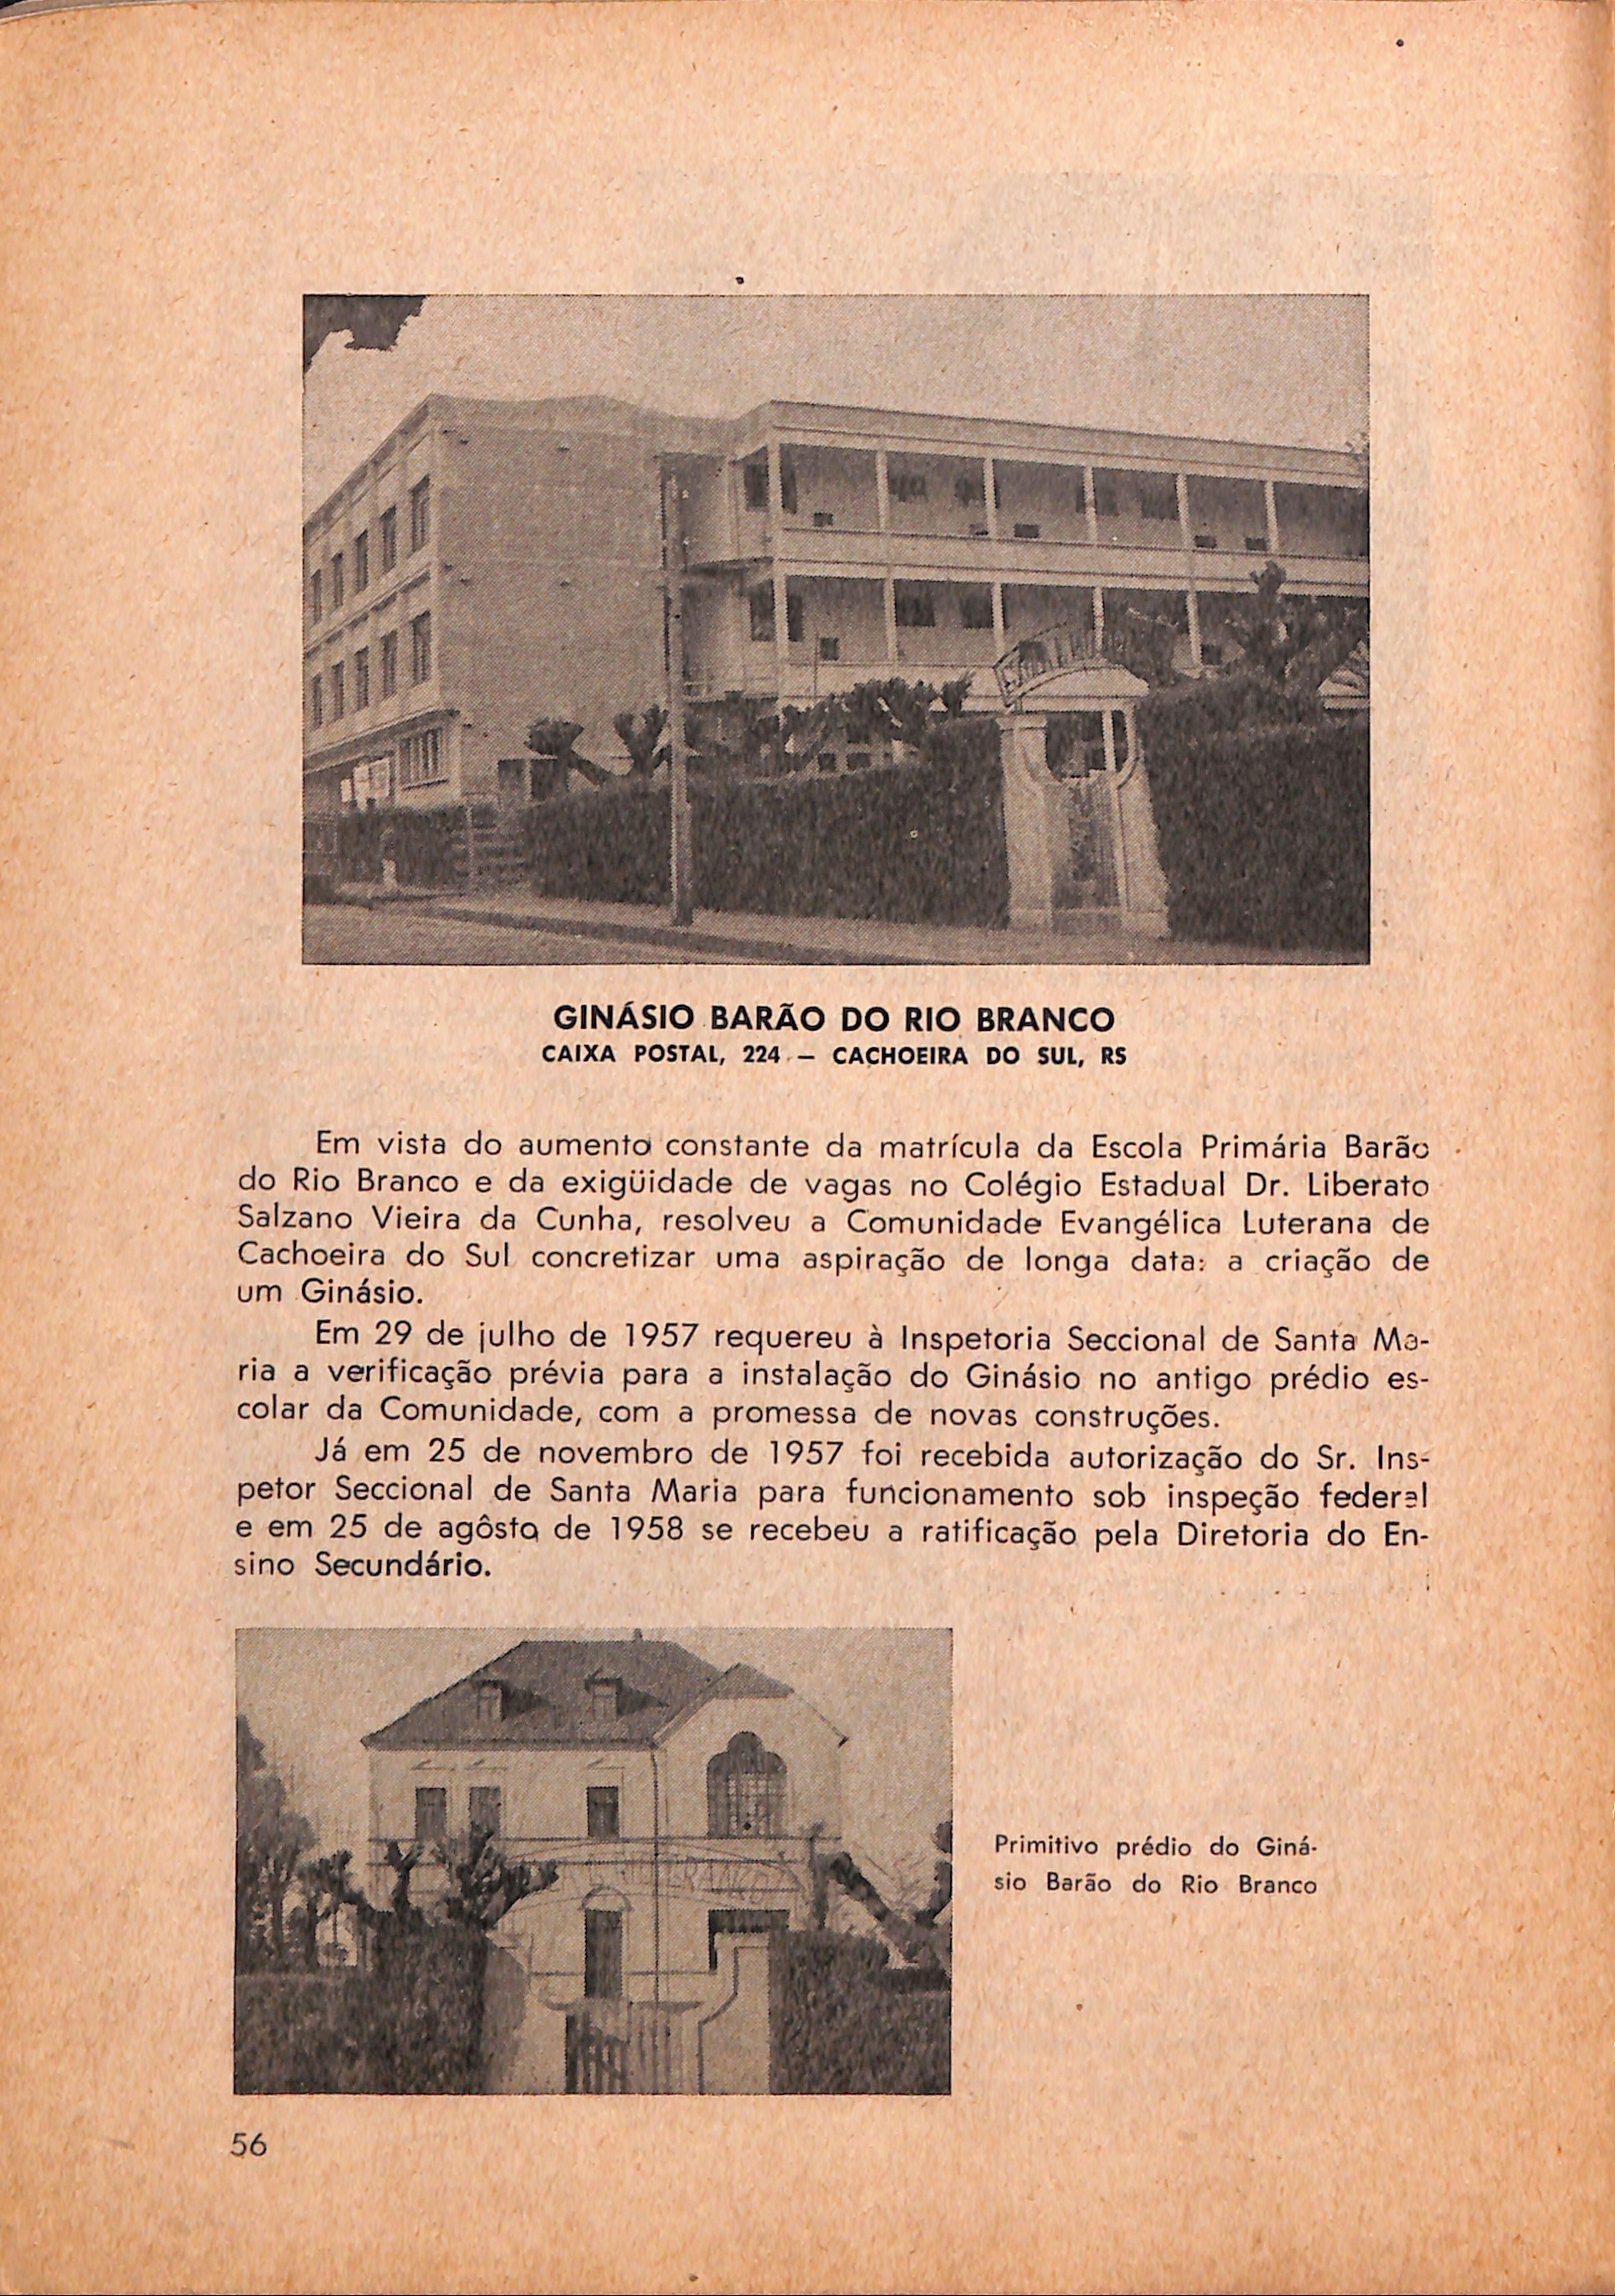 GINÁSIO BARÃO DO RIO BRANCO
CAIXA POSTAL, 224 — CACHOEIRA DO SUL, RS
Em vista do aumento constante da matrícula da Escola Primária Barão
do Rio Branco e da exigüidade de vagas no Colégio Estadual Dr. Liberato
Salzano Vieira da Cunha, resolveu a Comunidade Evangélica Luterana de
Cachoeira do Sul concretizar uma aspiração de longa data: a criação de
um Ginásio.
Em 29 de julho de 1957 requereu à Inspetoria Seccional de Santa Ma-
ria a verificação prévia para a instalação do Ginásio no antigo prédio es-
colar da Comunidade, com a promessa de novas construções.
Já em 25 de novembro de 1957 foi recebida autorização do Sr. Ins-
petor Seccional de Santa Maria para funcionamento sob inspeção federal
e em 25 de agôsto de 1958 se recebeu a ratificação pela Diretoria do En-
sino Secundário.
Primitivo prédio do Giná-
sio Barão do Rio Branco
56